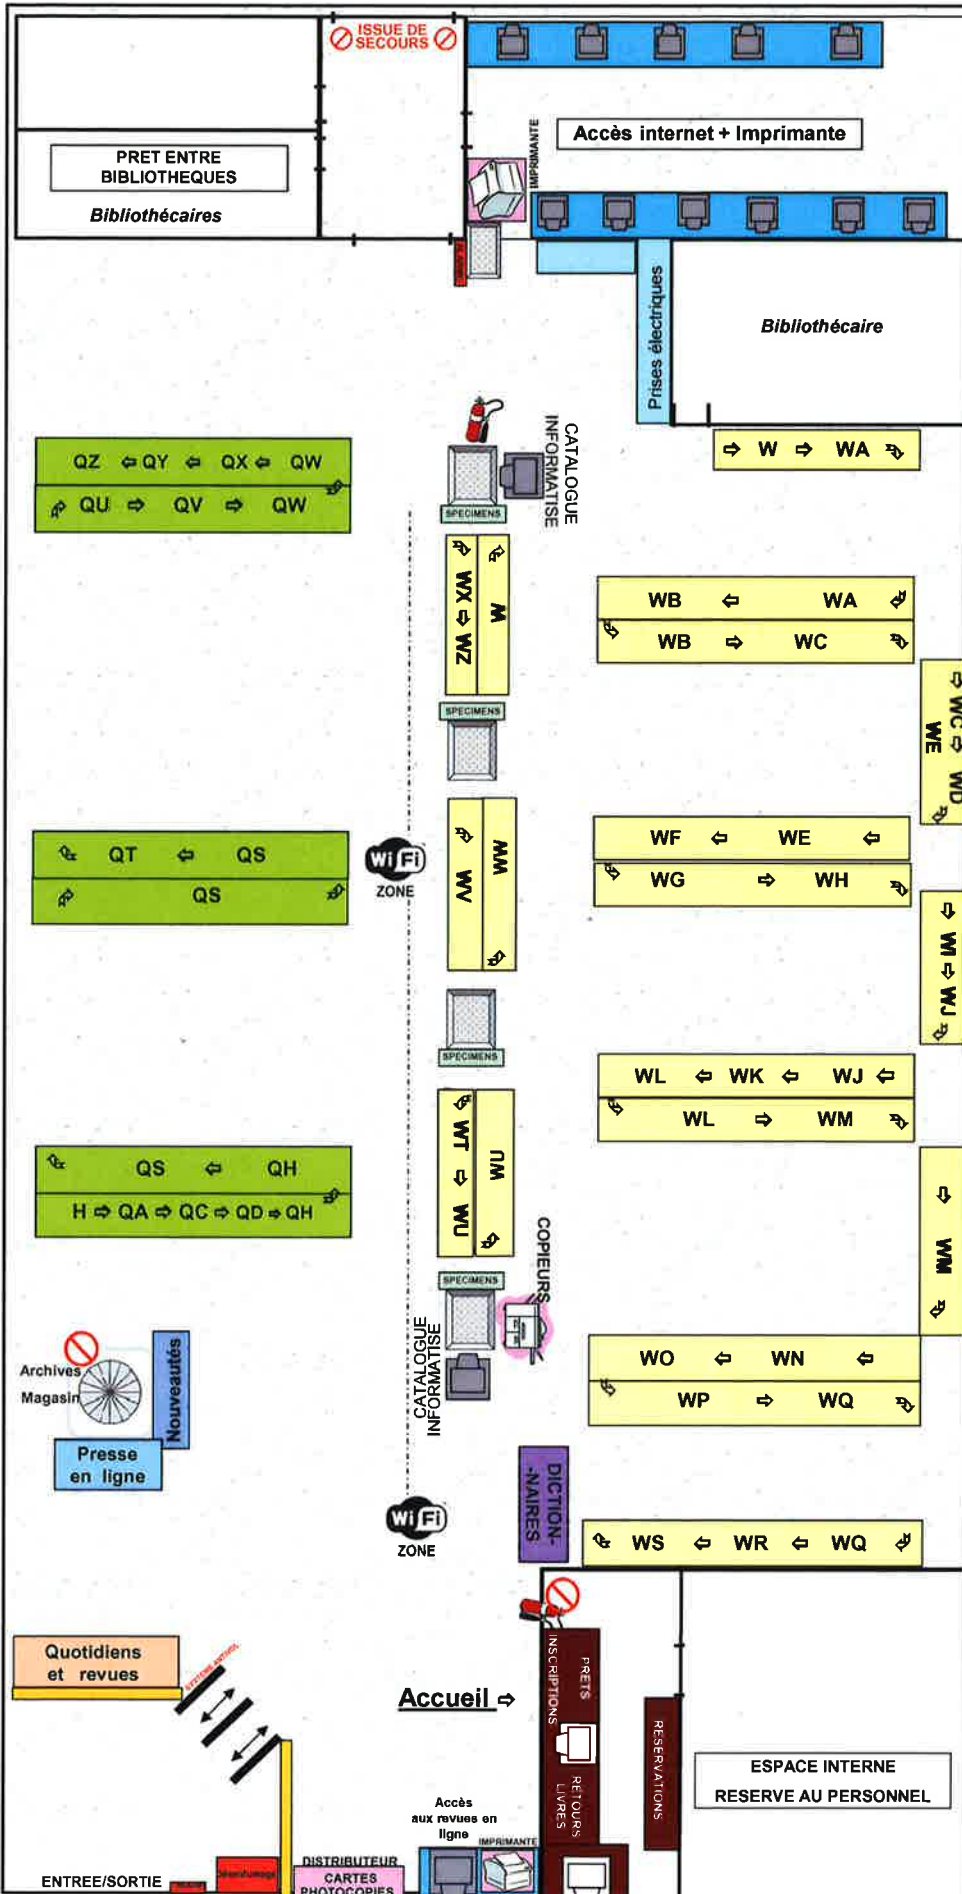 ISSUE DE
SECOURS
Accès internet + Imprimante
IMPRIMANTE
PRET ENTRE
BIBLIOTHEQUES
Bibliothécaires
Prises électriques
Bibliothécaire
CATALOGUE
INFORMATISE
W WA
QZ QY QX QW
QU QV QW
SPECIMENS
WX WZ
W
WB WA
WB WC
SPECIMENS
WC WD
WE
QT QS
QS
Wi Fi
ZONE
WV
WW
WF WE
WG WH
WI WJ
SPECIMENS
WL WK WJ
WL WM
QS QH
H QA QC QD QH
WT WU
WU
WM
SPECIMENS
COPIEURS
CATALOGUE
INFORMATISE
WO WN
WP WQ
Archives
Magasin
Nouveautés
Presse
en ligne
DICTION-
-NAIRES
Wi Fi
ZONE
WS WR WQ
Quotidiens
et revues
SYSTEME ANTIVOL
Accueil
INSCRIPTIONS
PRETS
RETOURS
LIVRES
RESERVATIONS
ESPACE INTERNE
RESERVE AU PERSONNEL
Accès
aux revues en
ligne
IMPRIMANTE
ENTREE/SORTIE
DISTRIBUTEUR
CARTES
PHOTOCOPIES